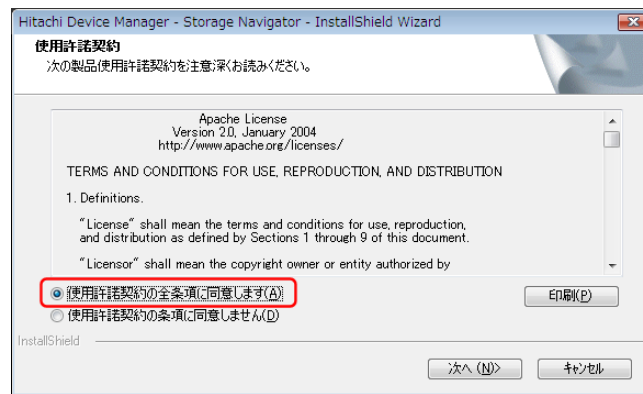 Hitachi Device Manager - Storage Navigator - InstallShield Wizard
使用許諾契約
次の製品使用許諾契約を注意深くお読みください。
Apache License
Version 2.0, January 2004
http://www.apache.org/licenses/
TERMS AND CONDITIONS FOR USE, REPRODUCTION, AND DISTRIBUTION
1. Definitions.
"License" shall mean the terms and conditions for use, reproduction,
and distribution as defined by Sections 1 through 9 of this document.
"Licensor" shall mean the copyright owner or entity authorized by
使用許諾契約の全条項に同意します(A)
印刷(P)
使用許諾契約の条項に同意しません(D)
InstallShield
次へ (N)>
キャンセル